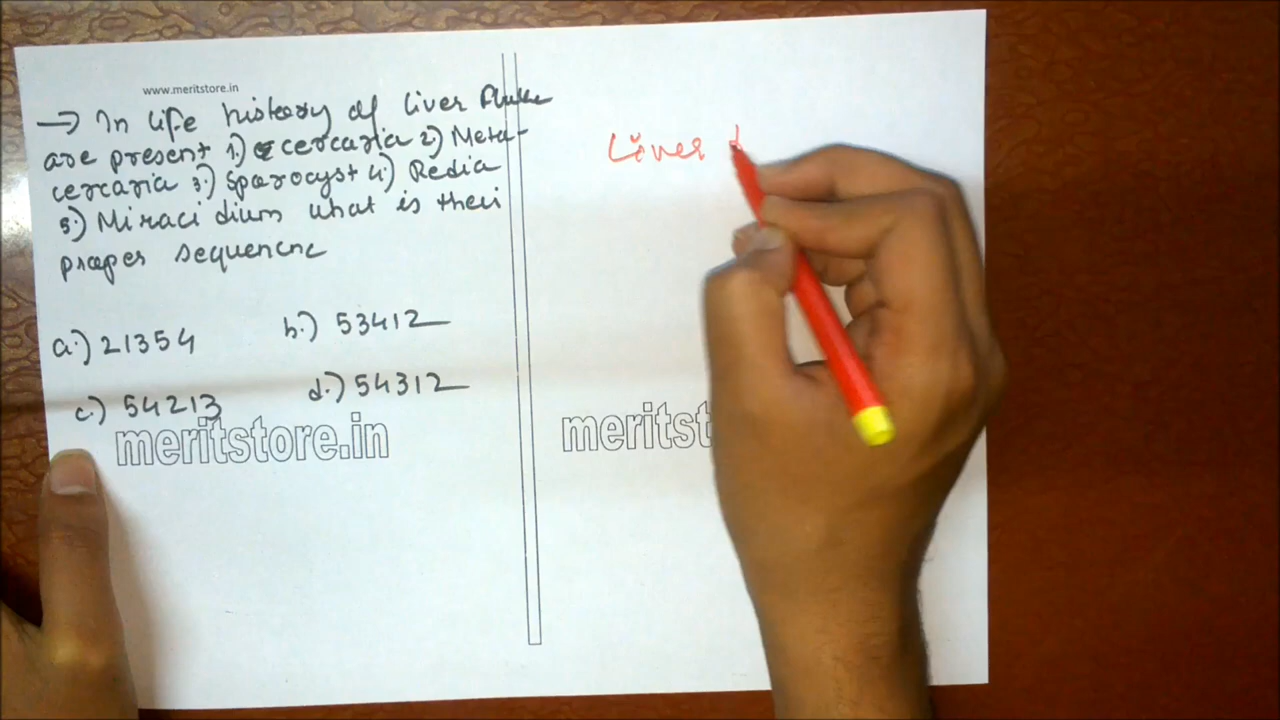 www.meritstore.in
→ In life history of liver Fluke
are present 1.) cercaria 2.) Meta-
cercaria 3.) Sporocyst 4.) Redia
5.) Miracidium what is their
proper sequence
a.) 21354
b.) 53412
c.) 54213
d.) 54312
meritstore.in
Liver
meritst